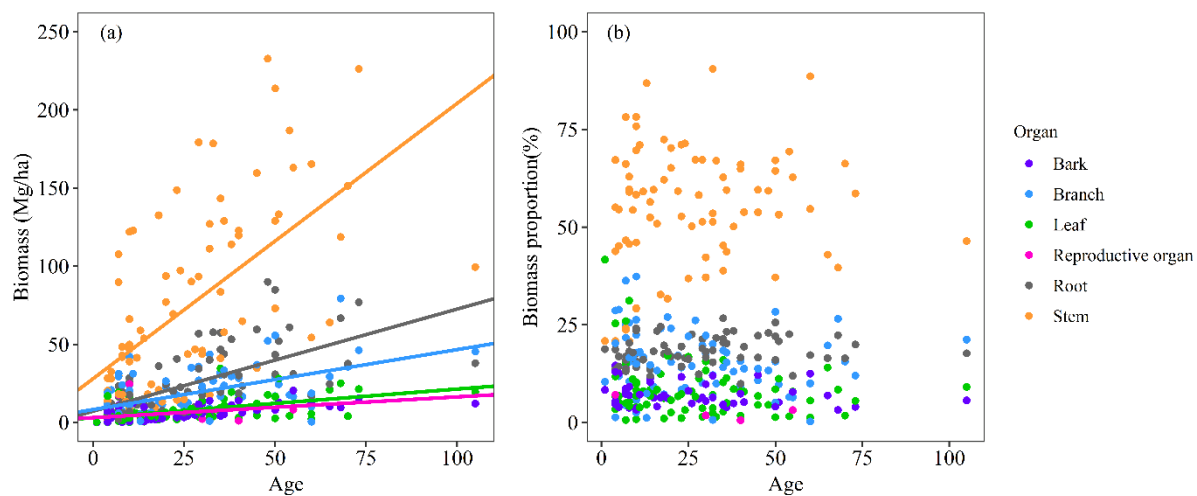 (a)
Biomass (Mg/ha)
250
200
150
100
50
0
0 25 50 75 100
Age
(b)
Biomass proportion(%)
100
75
50
25
0
0 25 50 75 100
Age
Organ
Bark
Branch
Leaf
Reproductive organ
Root
Stem